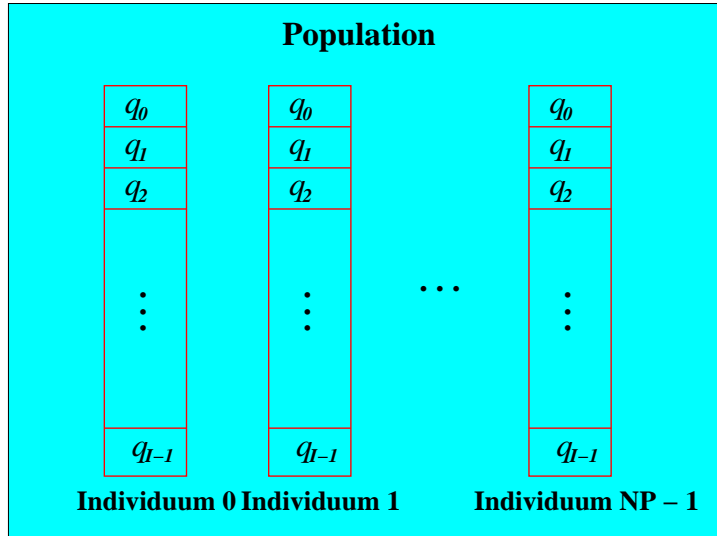 Population
q0 q0 q0
q1 q1 q1
q2 q2 q2
⋮ ⋮ … ⋮
qI–1 qI–1 qI–1
Individuum 0 Individuum 1 Individuum NP – 1